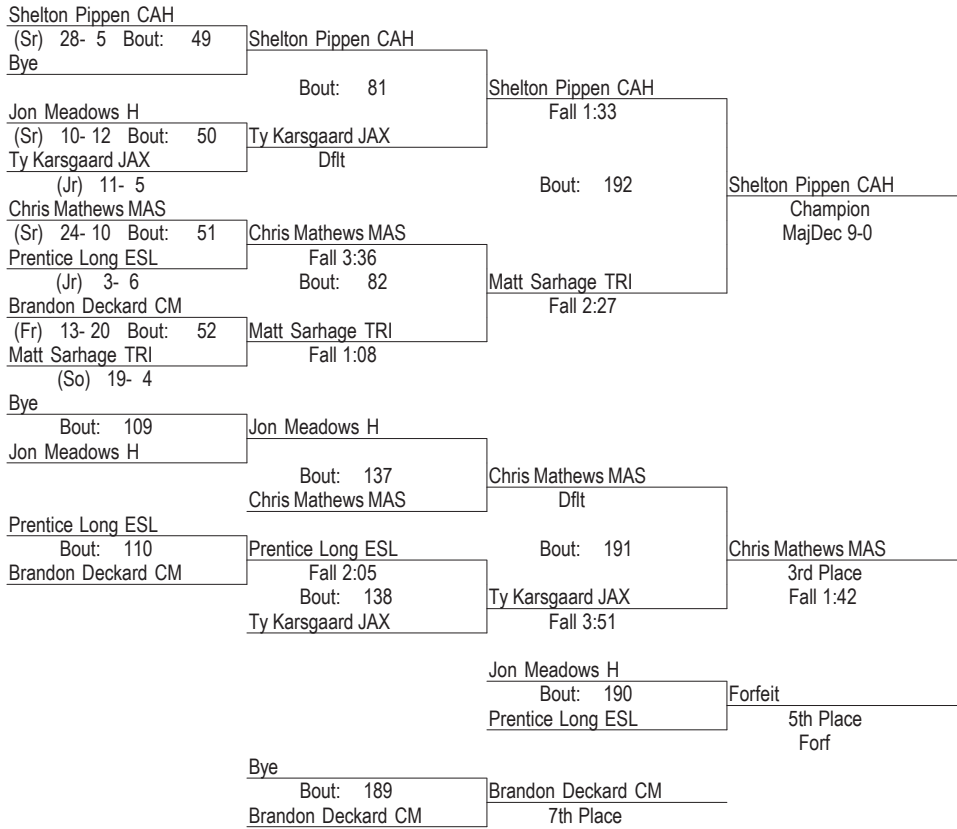 Shelton Pippen CAH
(Sr) 28- 5 Bout: 49 Shelton Pippen CAH
Bye
Bout: 81 Shelton Pippen CAH
Jon Meadows H Fall 1:33
(Sr) 10- 12 Bout: 50 Ty Karsgaard JAX
Ty Karsgaard JAX Dflt
(Jr) 11- 5 Bout: 192 Shelton Pippen CAH
Chris Mathews MAS Champion
(Sr) 24- 10 Bout: 51 Chris Mathews MAS MajDec 9-0
Prentice Long ESL Fall 3:36
(Jr) 3- 6 Bout: 82 Matt Sarhage TRI
Brandon Deckard CM Fall 2:27
(Fr) 13- 20 Bout: 52 Matt Sarhage TRI
Matt Sarhage TRI Fall 1:08
(So) 19- 4
Bye
Bout: 109 Jon Meadows H
Jon Meadows H
Bout: 137 Chris Mathews MAS
Chris Mathews MAS Dflt
Prentice Long ESL
Bout: 110 Prentice Long ESL Bout: 191 Chris Mathews MAS
Brandon Deckard CM Fall 2:05 3rd Place
Bout: 138 Ty Karsgaard JAX Fall 1:42
Ty Karsgaard JAX Fall 3:51
Jon Meadows H
Bout: 190 Forfeit
Prentice Long ESL 5th Place
Forf
Bye
Bout: 189 Brandon Deckard CM
Brandon Deckard CM 7th Place